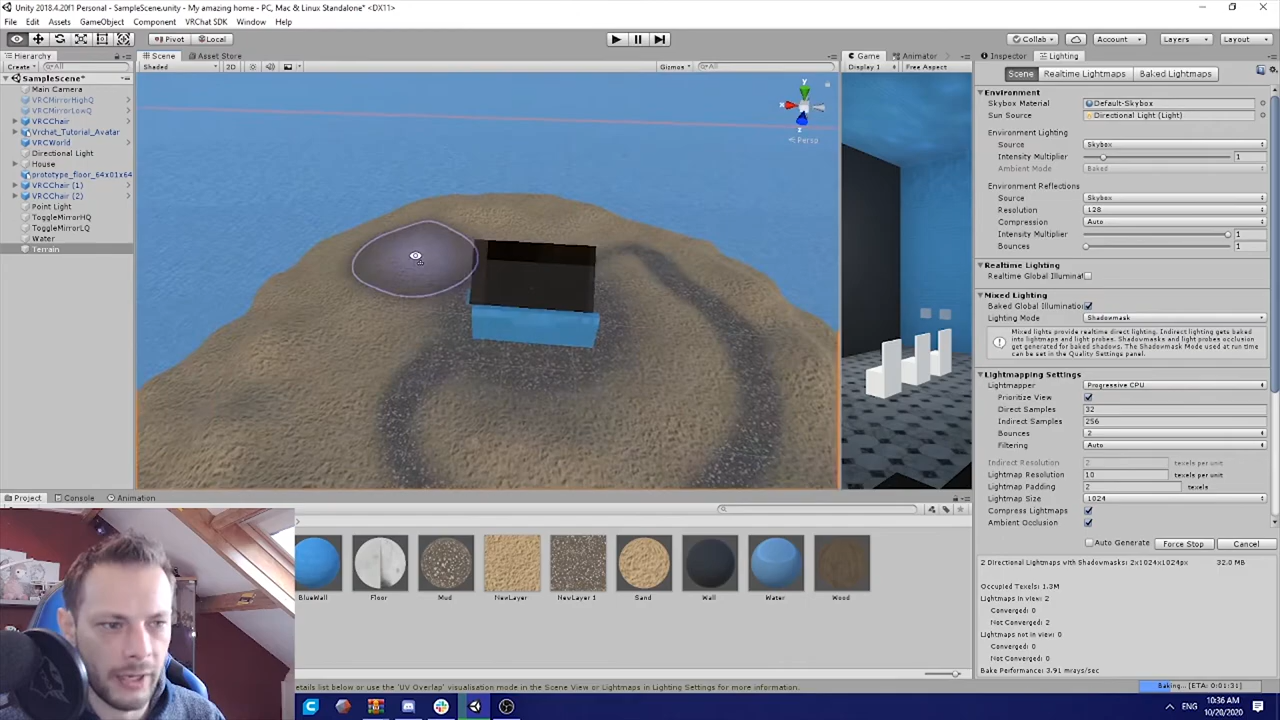 Unity 2018.4.20f1 Personal - SampleScene.unity - My amazing home - PC, Mac & Linux Standalone* <DX11>
File Edit Assets GameObject Component VRChat SDK Window Help
Pivot Local Collab Account Layers Layout
Hierarchy Scene Asset Store Game Animator Inspector Lighting
Create All Shaded 2D Gizmos All Display 1 Free Aspect Scene Realtime Lightmaps Baked Lightmaps
SampleScene*
Main Camera
VRCMirrorHighQ
VRCMirrorLowQ
VRCChair
Vrchat_Tutorial_Avatar
VRCWorld
Directional Light
House
prototype_floor_64x01x64
VRCChair (1)
VRCChair (2)
Point Light
ToggleMirrorHQ
ToggleMirrorLQ
Water
Terrain
y
x
z
Persp
Environment
Skybox Material Default-Skybox
Sun Source Directional Light (Light)
Environment Lighting
Source Skybox
Intensity Multiplier 1
Ambient Mode Baked
Environment Reflections
Source Skybox
Resolution 128
Compression Auto
Intensity Multiplier 1
Bounces 1
Realtime Lighting
Realtime Global Illuminat
Mixed Lighting
Baked Global Illumination
Lighting Mode Shadowmask
Mixed lights provide realtime direct lighting. Indirect lighting gets baked
into lightmaps and light probes. Shadowmasks and light probes occlusion
get generated for baked shadows. The Shadowmask Mode used at run time
can be set in the Quality Settings panel.
Lightmapping Settings
Lightmapper Progressive CPU
Prioritize View
Direct Samples 32
Indirect Samples 256
Bounces 2
Filtering Auto
Indirect Resolution 2 texels per unit
Lightmap Resolution 10 texels per unit
Lightmap Padding 2 texels
Lightmap Size 1024
Compress Lightmaps
Ambient Occlusion
Auto Generate Force Stop Cancel
2 Directional Lightmaps with Shadowmasks: 2x1024x1024px 32.0 MB
Occupied Texels: 1.3M
Lightmaps in view: 2
Converged: 0
Not Converged: 2
Lightmaps not in view: 0
Converged: 0
Not Converged: 0
Bake Performance: 3.91 mrays/sec
Project Console Animation
BlueWall Floor Mud NewLayer NewLayer 1 Sand Wall Water Wood
details list below or use the 'UV Overlap' visualisation mode in the Scene View or Lightmaps in Lighting Settings for more information.
Baking... [ETA: 0:01:31]
ENG
10:36 AM
10/20/2020